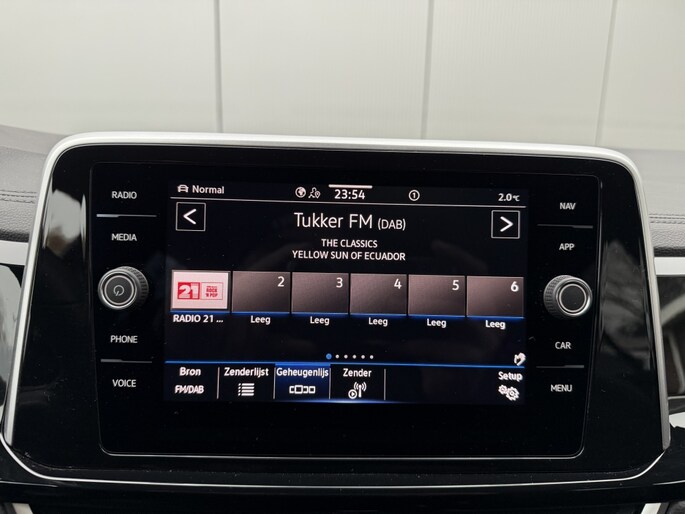 RADIO
MEDIA
PHONE
VOICE
Normal
23:54
1
2.0°C
< >
Tukker FM (DAB)
THE CLASSICS
YELLOW SUN OF ECUADOR
21 2 3 4 5 6
RADIO 21 ... Leeg Leeg Leeg Leeg Leeg
Bron Zenderlijst Geheugenlijs Zender Setup
FM/DAB
NAV
APP
CAR
MENU